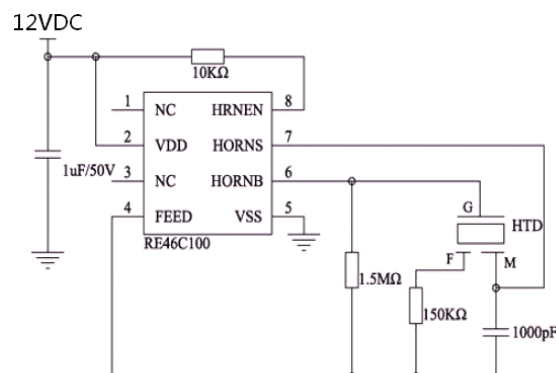 12VDC
10KΩ
1 NC HRNEN 8
2 VDD HORNS 7
3 NC HORNB 6
4 FEED VSS 5
1uF/50V
RE46C100
G
HTD
F
M
1.5MΩ
150KΩ
1000pF